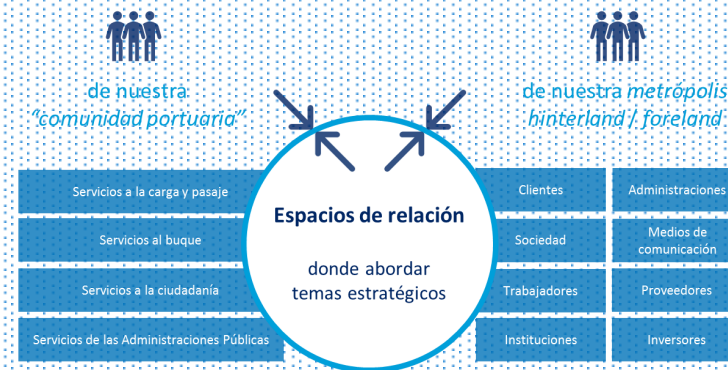 de nuestra
"comunidad portuaria"
de nuestra metrópolis
hinterland / foreland
Servicios a la carga y pasaje
Servicios al buque
Servicios a la ciudadanía
Servicios de las Administraciones Públicas
Espacios de relación
donde abordar
temas estratégicos
Clientes
Administraciones
Sociedad
Medios de
comunicación
Trabajadores
Proveedores
Instituciones
Inversores